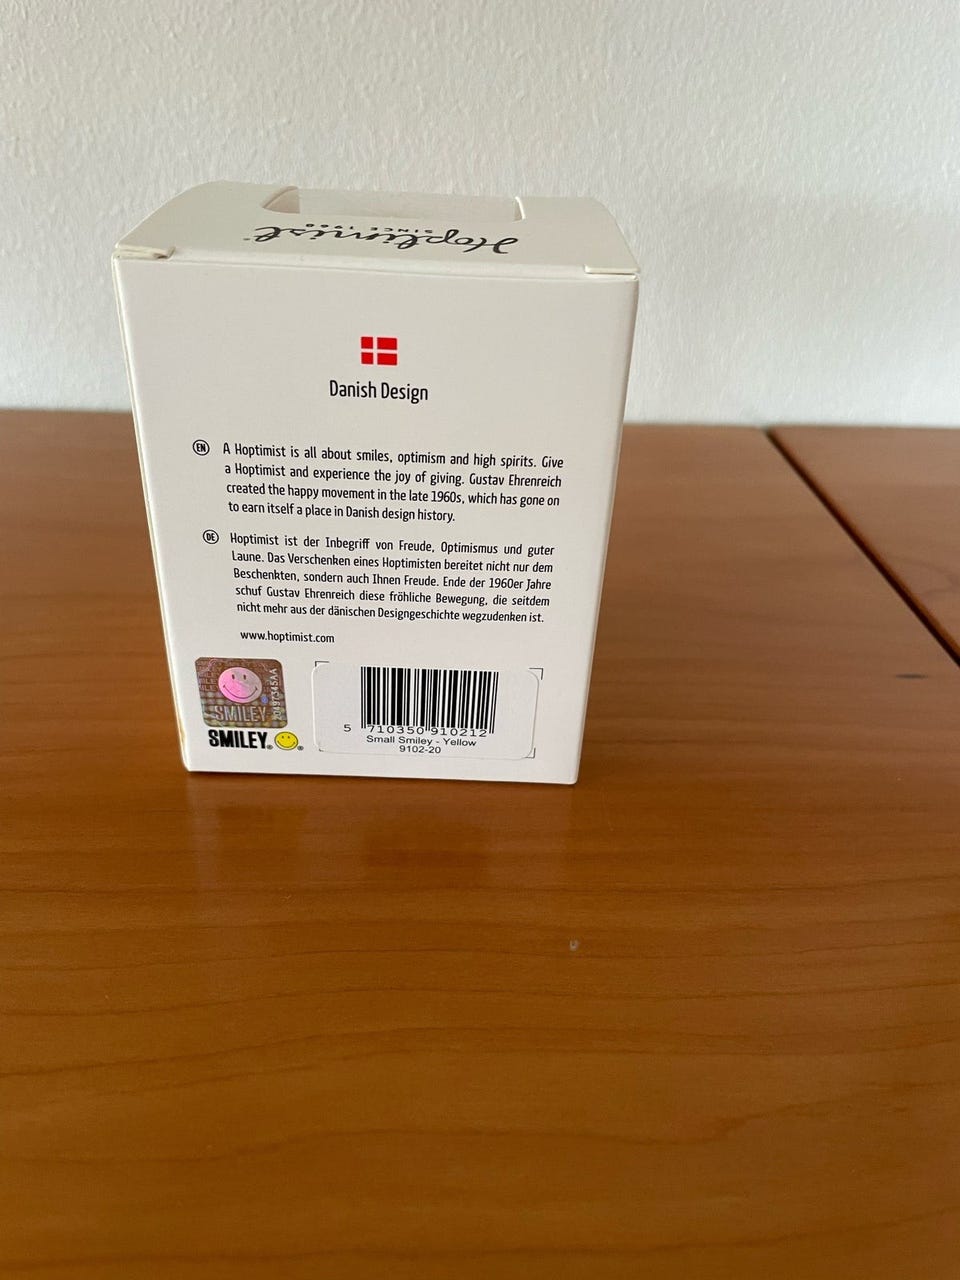 Hoptimist®
SINCE 1968
Danish Design
EN A Hoptimist is all about smiles, optimism and high spirits. Give
a Hoptimist and experience the joy of giving. Gustav Ehrenreich
created the happy movement in the late 1960s, which has gone on
to earn itself a place in Danish design history.
DE Hoptimist ist der Inbegriff von Freude, Optimismus und guter
Laune. Das Verschenken eines Hoptimisten bereitet nicht nur dem
Beschenkten, sondern auch Ihnen Freude. Ende der 1960er Jahre
schuf Gustav Ehrenreich diese fröhliche Bewegung, die seitdem
nicht mehr aus der dänischen Designgeschichte wegzudenken ist.
www.hoptimist.com
SMILEY
SMILEY®
5 710350 910212
Small Smiley - Yellow
9102-20